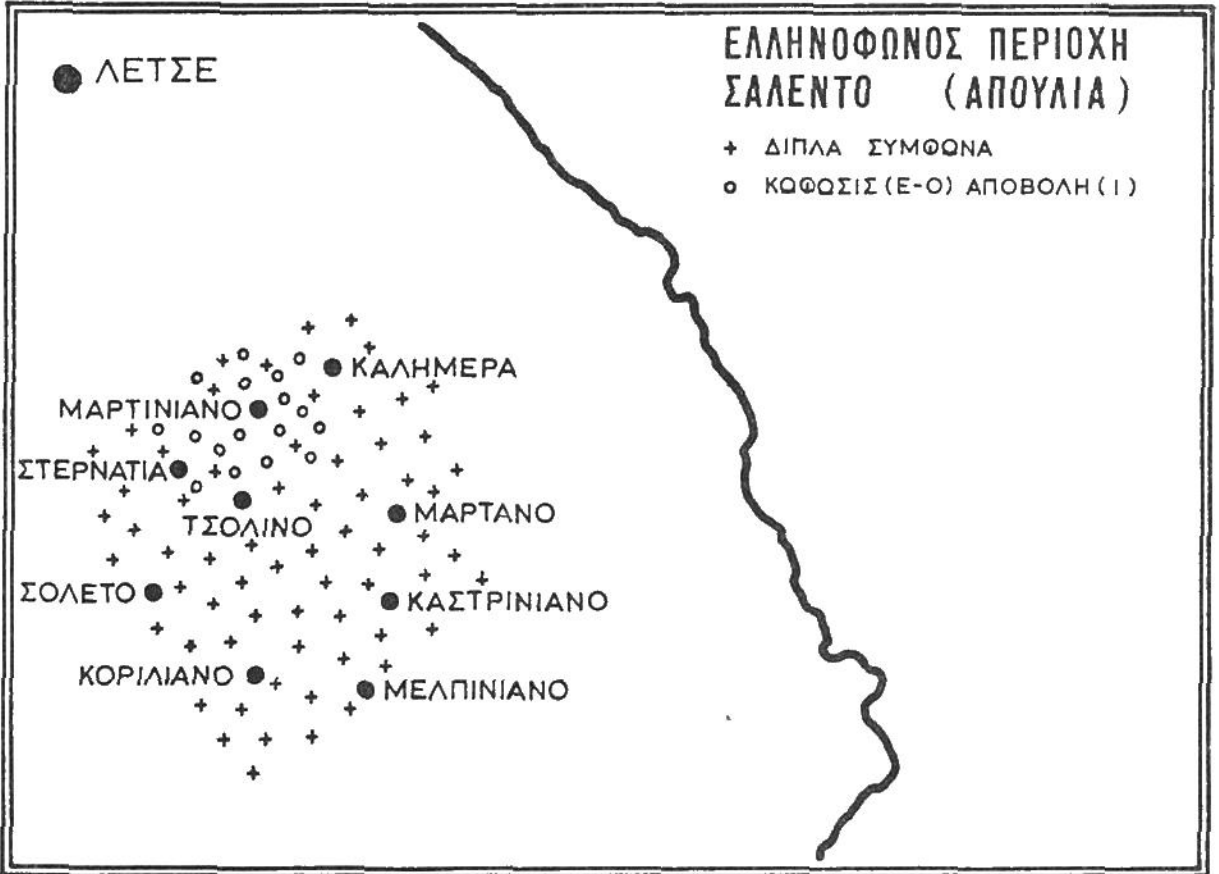 ΕΛΛΗΝΟΦΩΝΟΣ ΠΕΡΙΟΧΗ
ΣΑΛΕΝΤΟ (ΑΠΟΥΛΙΑ)
+ ΔΙΠΛΑ ΣΥΜΦΩΝΑ
ο ΚΩΦΩΣΙΣ (Ε-Ο) ΑΠΟΒΟΛΗ (Ι)
ΛΕΤΣΕ
ΚΑΛΗΜΕΡΑ
ΜΑΡΤΙΝΙΑΝΟ
ΣΤΕΡΝΑΤΙΑ
ΤΣΟΛΙΝΟ
ΜΑΡΤΑΝΟ
ΣΟΛΕΤΟ
ΚΑΣΤΡΙΝΙΑΝΟ
ΚΟΡΙΛΙΑΝΟ
ΜΕΛΠΙΝΙΑΝΟ